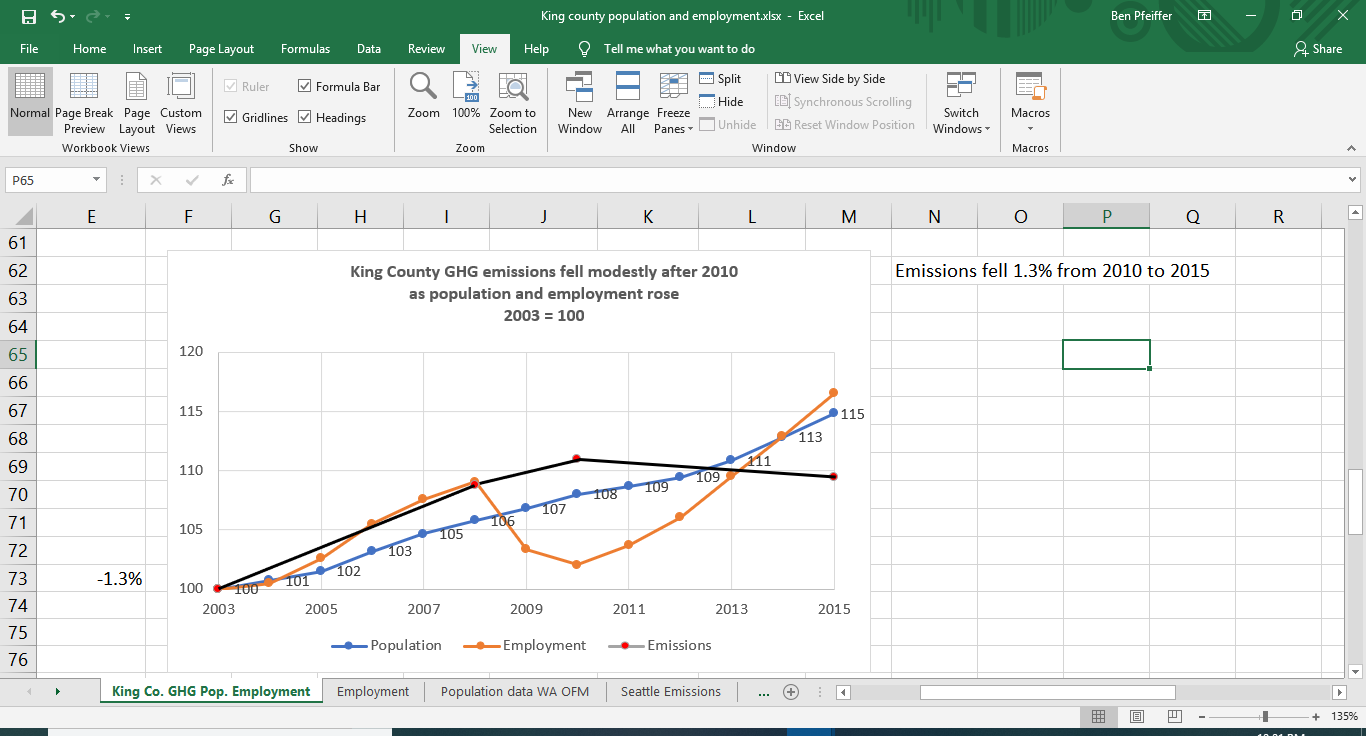 King county population and employment.xlsx - Excel
Ben Pfeiffer
File Home Insert Page Layout Formulas Data Review View Help Tell me what you want to do Share
Normal Page Break Preview Page Layout Custom Views
Workbook Views
Ruler Formula Bar
Gridlines Headings
Show
Zoom 100% Zoom to Selection
100
Zoom
New Window Arrange All Freeze Panes
Split
Hide
Unhide
View Side by Side
Synchronous Scrolling
Reset Window Position
Switch Windows
Window
Macros
Macros
P65 fx
E F G H I J K L M N O P Q R
61
62 Emissions fell 1.3% from 2010 to 2015
63
64
65
66
67
68
69
70
71
72
73 -1.3%
74
75
76
King County GHG emissions fell modestly after 2010
as population and employment rose
2003 = 100
120
115
110
105
100
100 101 102 103 105 106 107 108 109 109 111 113 115
2003 2005 2007 2009 2011 2013 2015
Population Employment Emissions
King Co. GHG Pop. Employment Employment Population data WA OFM Seattle Emissions ...
135%